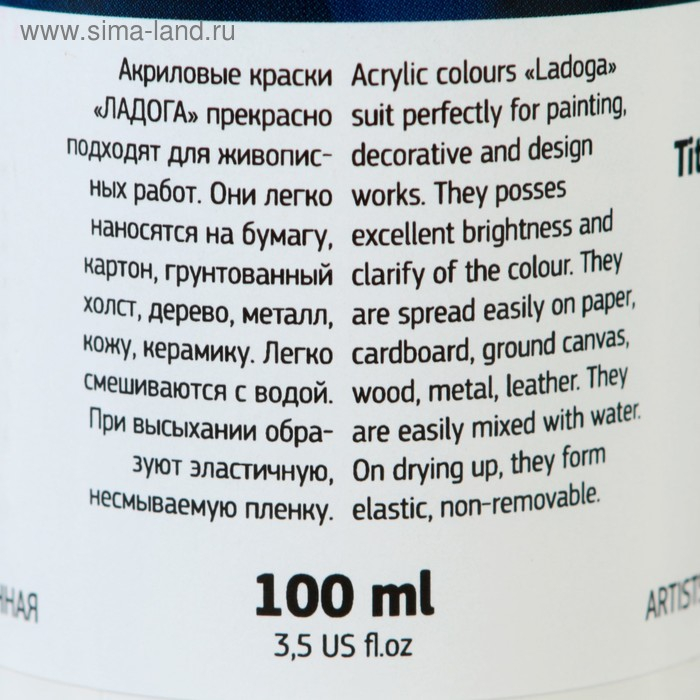 © www.sima-land.ru
Акриловые краски
«ЛАДОГА» прекрасно
подходят для живопис-
ных работ. Они легко
наносятся на бумагу,
картон, грунтованный
холст, дерево, металл,
кожу, керамику. Легко
смешиваются с водой.
При высыхании обра-
зуют эластичную,
несмываемую пленку.
Acrylic colours «Ladoga»
suit perfectly for painting,
decorative and design
works. They posses
excellent brightness and
clarify of the colour. They
are spread easily on paper,
cardboard, ground canvas,
wood, metal, leather. They
are easily mixed with water.
On drying up, they form
elastic, non-removable.
100 ml
3,5 US fl.oz